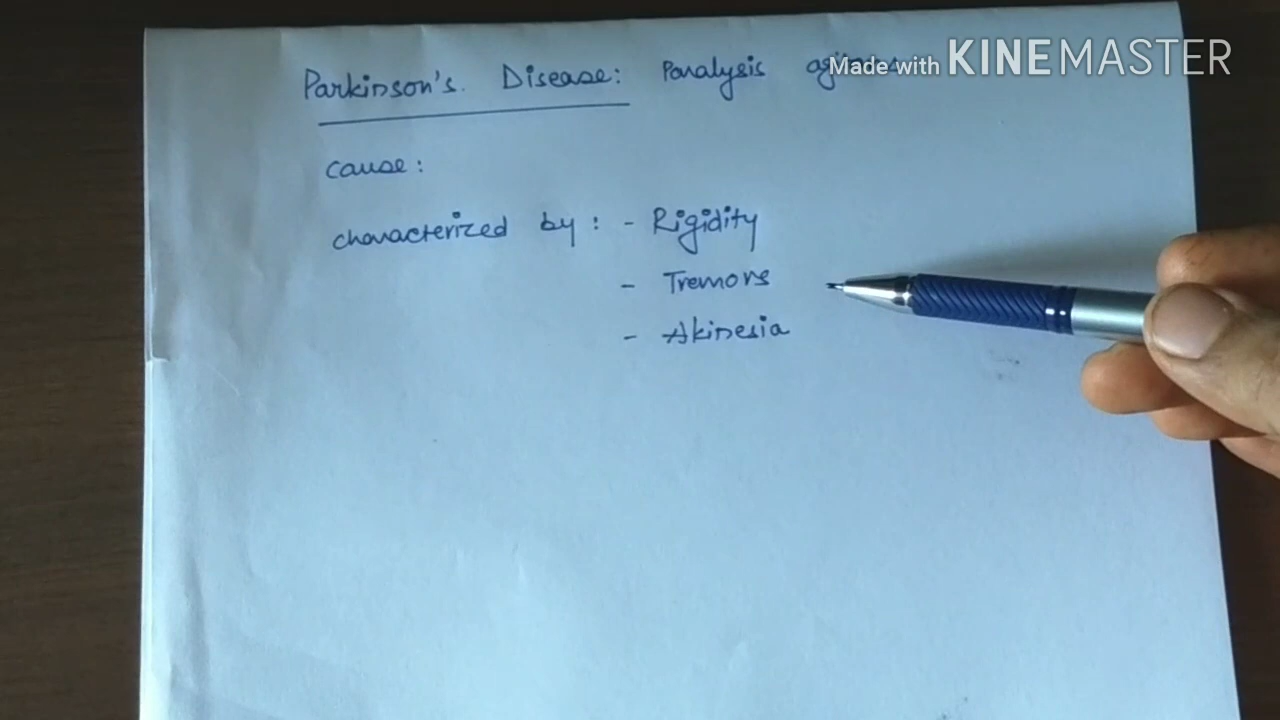 Made with KINEMASTER
Parkinson's. Disease: Paralysis
cause:
characterized by: - Rigidity
- Tremors
- Akinesia